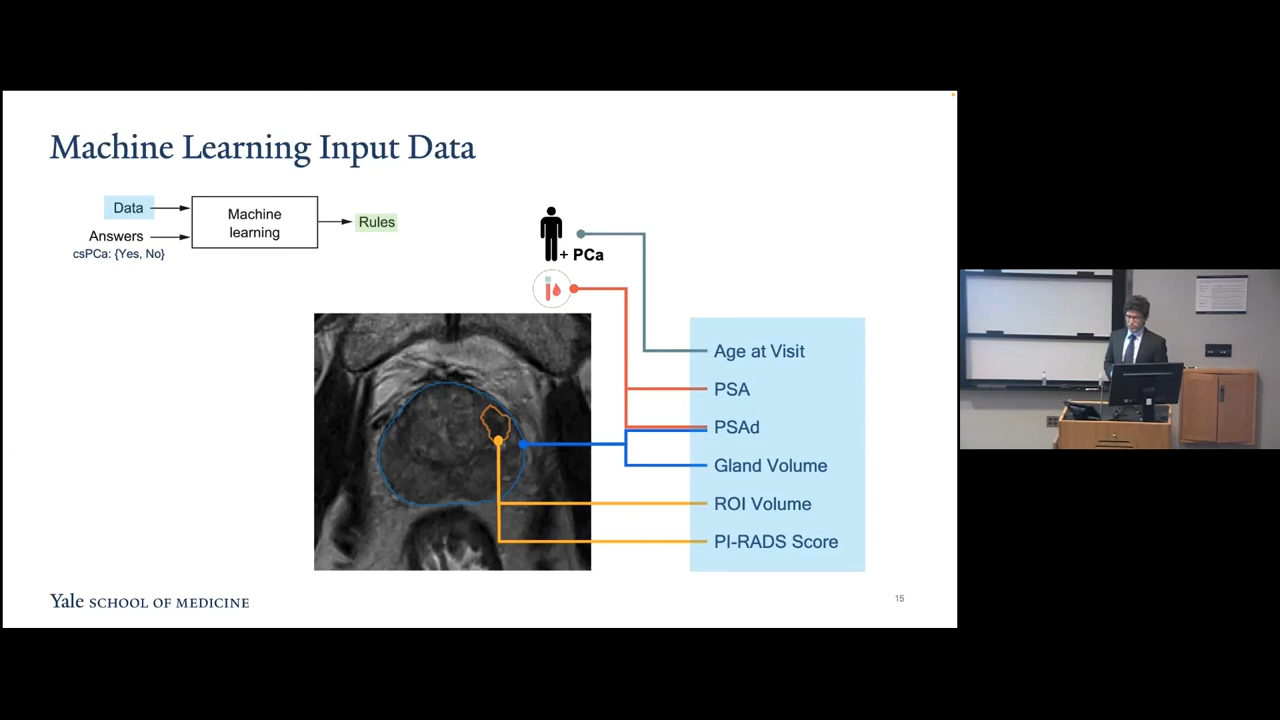 Machine Learning Input Data
Data
Answers
csPCa: {Yes, No}
Machine
learning
Rules
+ PCa
Age at Visit
PSA
PSAd
Gland Volume
ROI Volume
PI-RADS Score
Yale SCHOOL OF MEDICINE
15